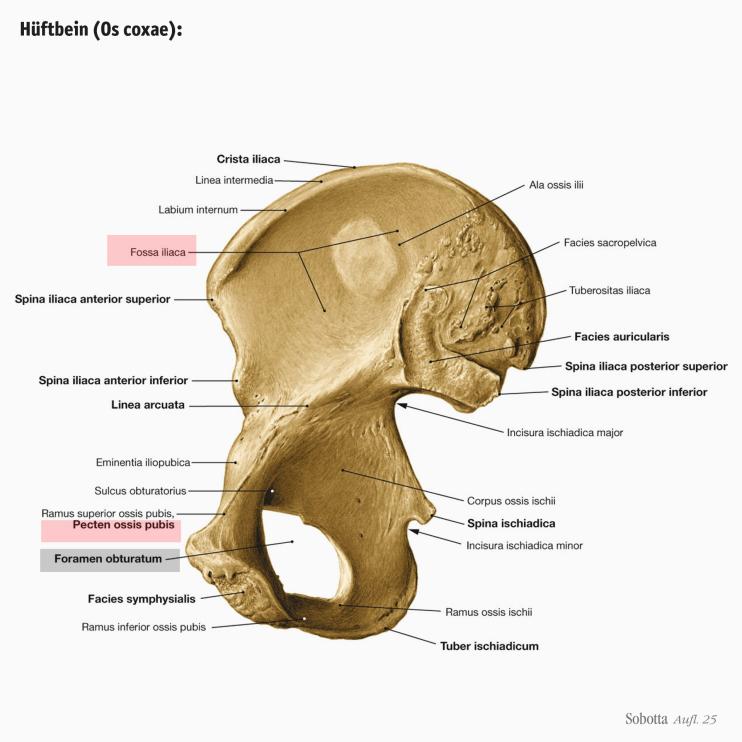 Hüftbein (Os coxae):
Crista iliaca
Linea intermedia
Labium internum
Fossa iliaca
Spina iliaca anterior superior
Spina iliaca anterior inferior
Linea arcuata
Eminentia iliopubica
Sulcus obturatorius
Ramus superior ossis pubis,
Pecten ossis pubis
Foramen obturatum
Facies symphysialis
Ramus inferior ossis pubis
Ala ossis ilii
Facies sacropelvica
Tuberositas iliaca
Facies auricularis
Spina iliaca posterior superior
Spina iliaca posterior inferior
Incisura ischiadica major
Corpus ossis ischii
Spina ischiadica
Incisura ischiadica minor
Ramus ossis ischii
Tuber ischiadicum
Sobotta Aufl. 25